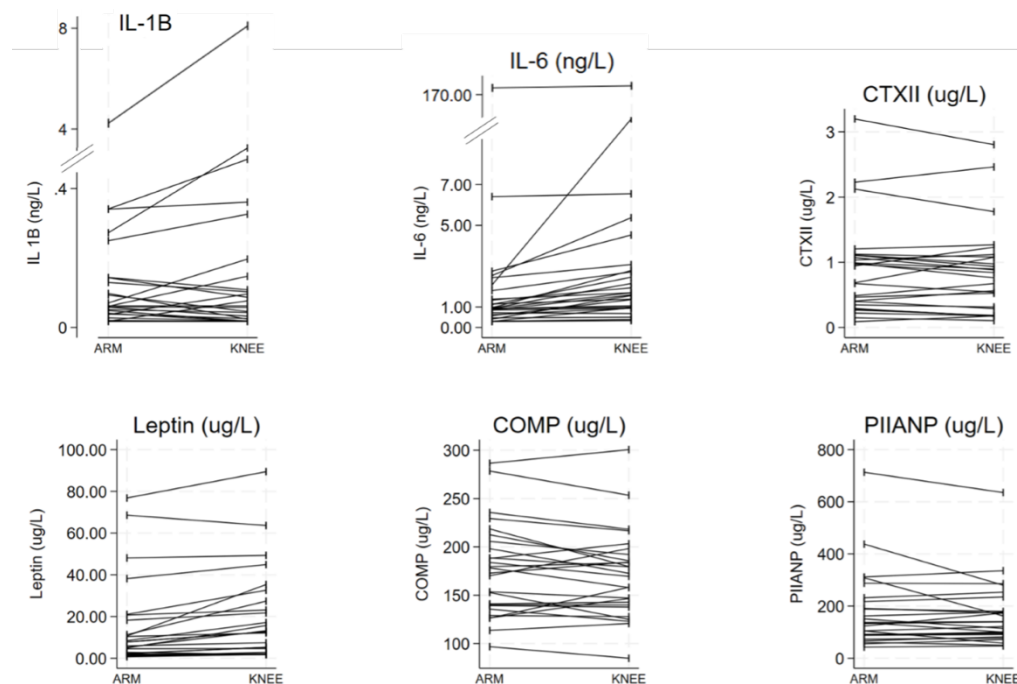 IL-1B
8
4
.4
0
IL 1B (ng/L)
ARM
KNEE
IL-6 (ng/L)
170.00
7.00
5.00
1.00
0.00
IL-6 (ng/L)
ARM
KNEE
CTXII (ug/L)
3
2
1
0
CTXII (ug/L)
ARM
KNEE
Leptin (ug/L)
100.00
80.00
60.00
40.00
20.00
0.00
Leptin (ug/L)
ARM
KNEE
COMP (ug/L)
300
250
200
150
100
COMP (ug/L)
ARM
KNEE
PIIANP (ug/L)
800
600
400
200
0
PIIANP (ug/L)
ARM
KNEE